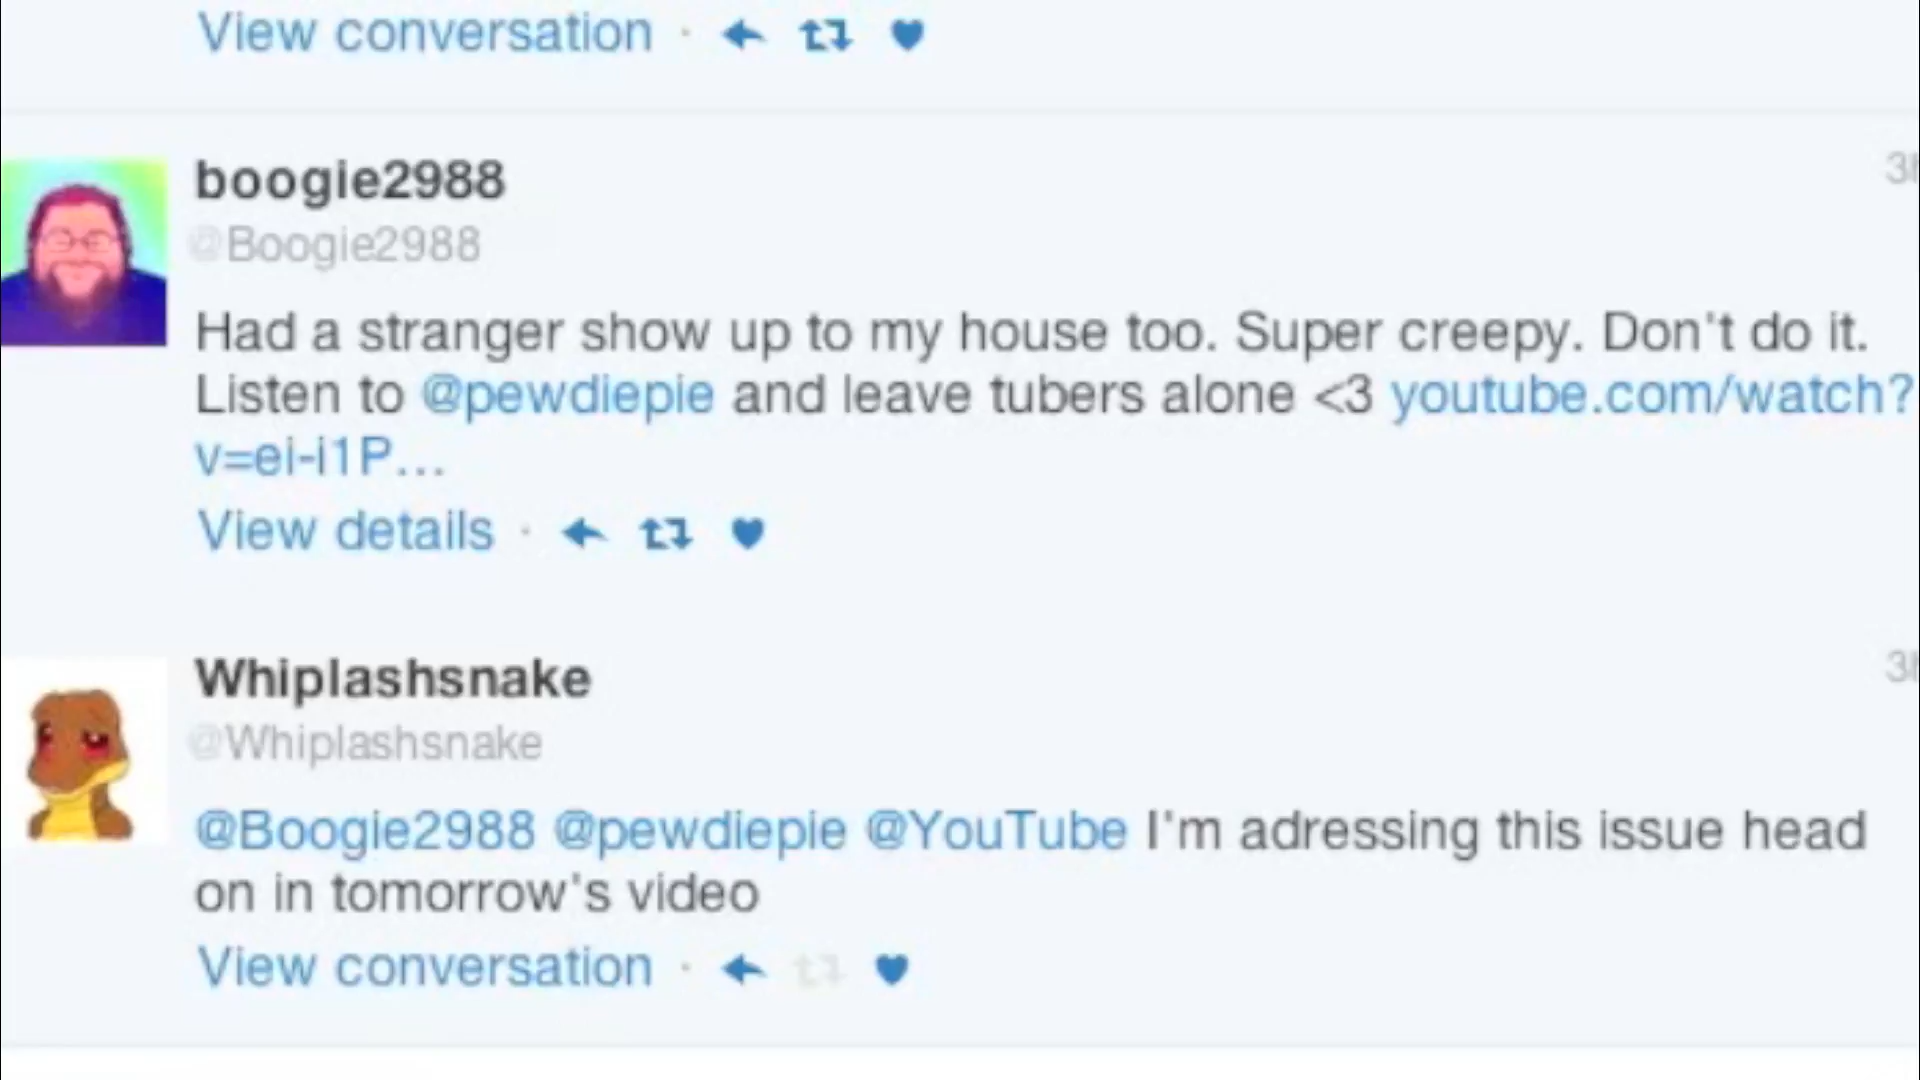 View conversation ·
boogie2988
3h
@Boogie2988
Had a stranger show up to my house too. Super creepy. Don't do it.
Listen to @pewdiepie and leave tubers alone <3 youtube.com/watch?
v=ei-i1P...
View details ·
Whiplashsnake
3h
@Whiplashsnake
@Boogie2988 @pewdiepie @YouTube I'm adressing this issue head
on in tomorrow's video
View conversation ·